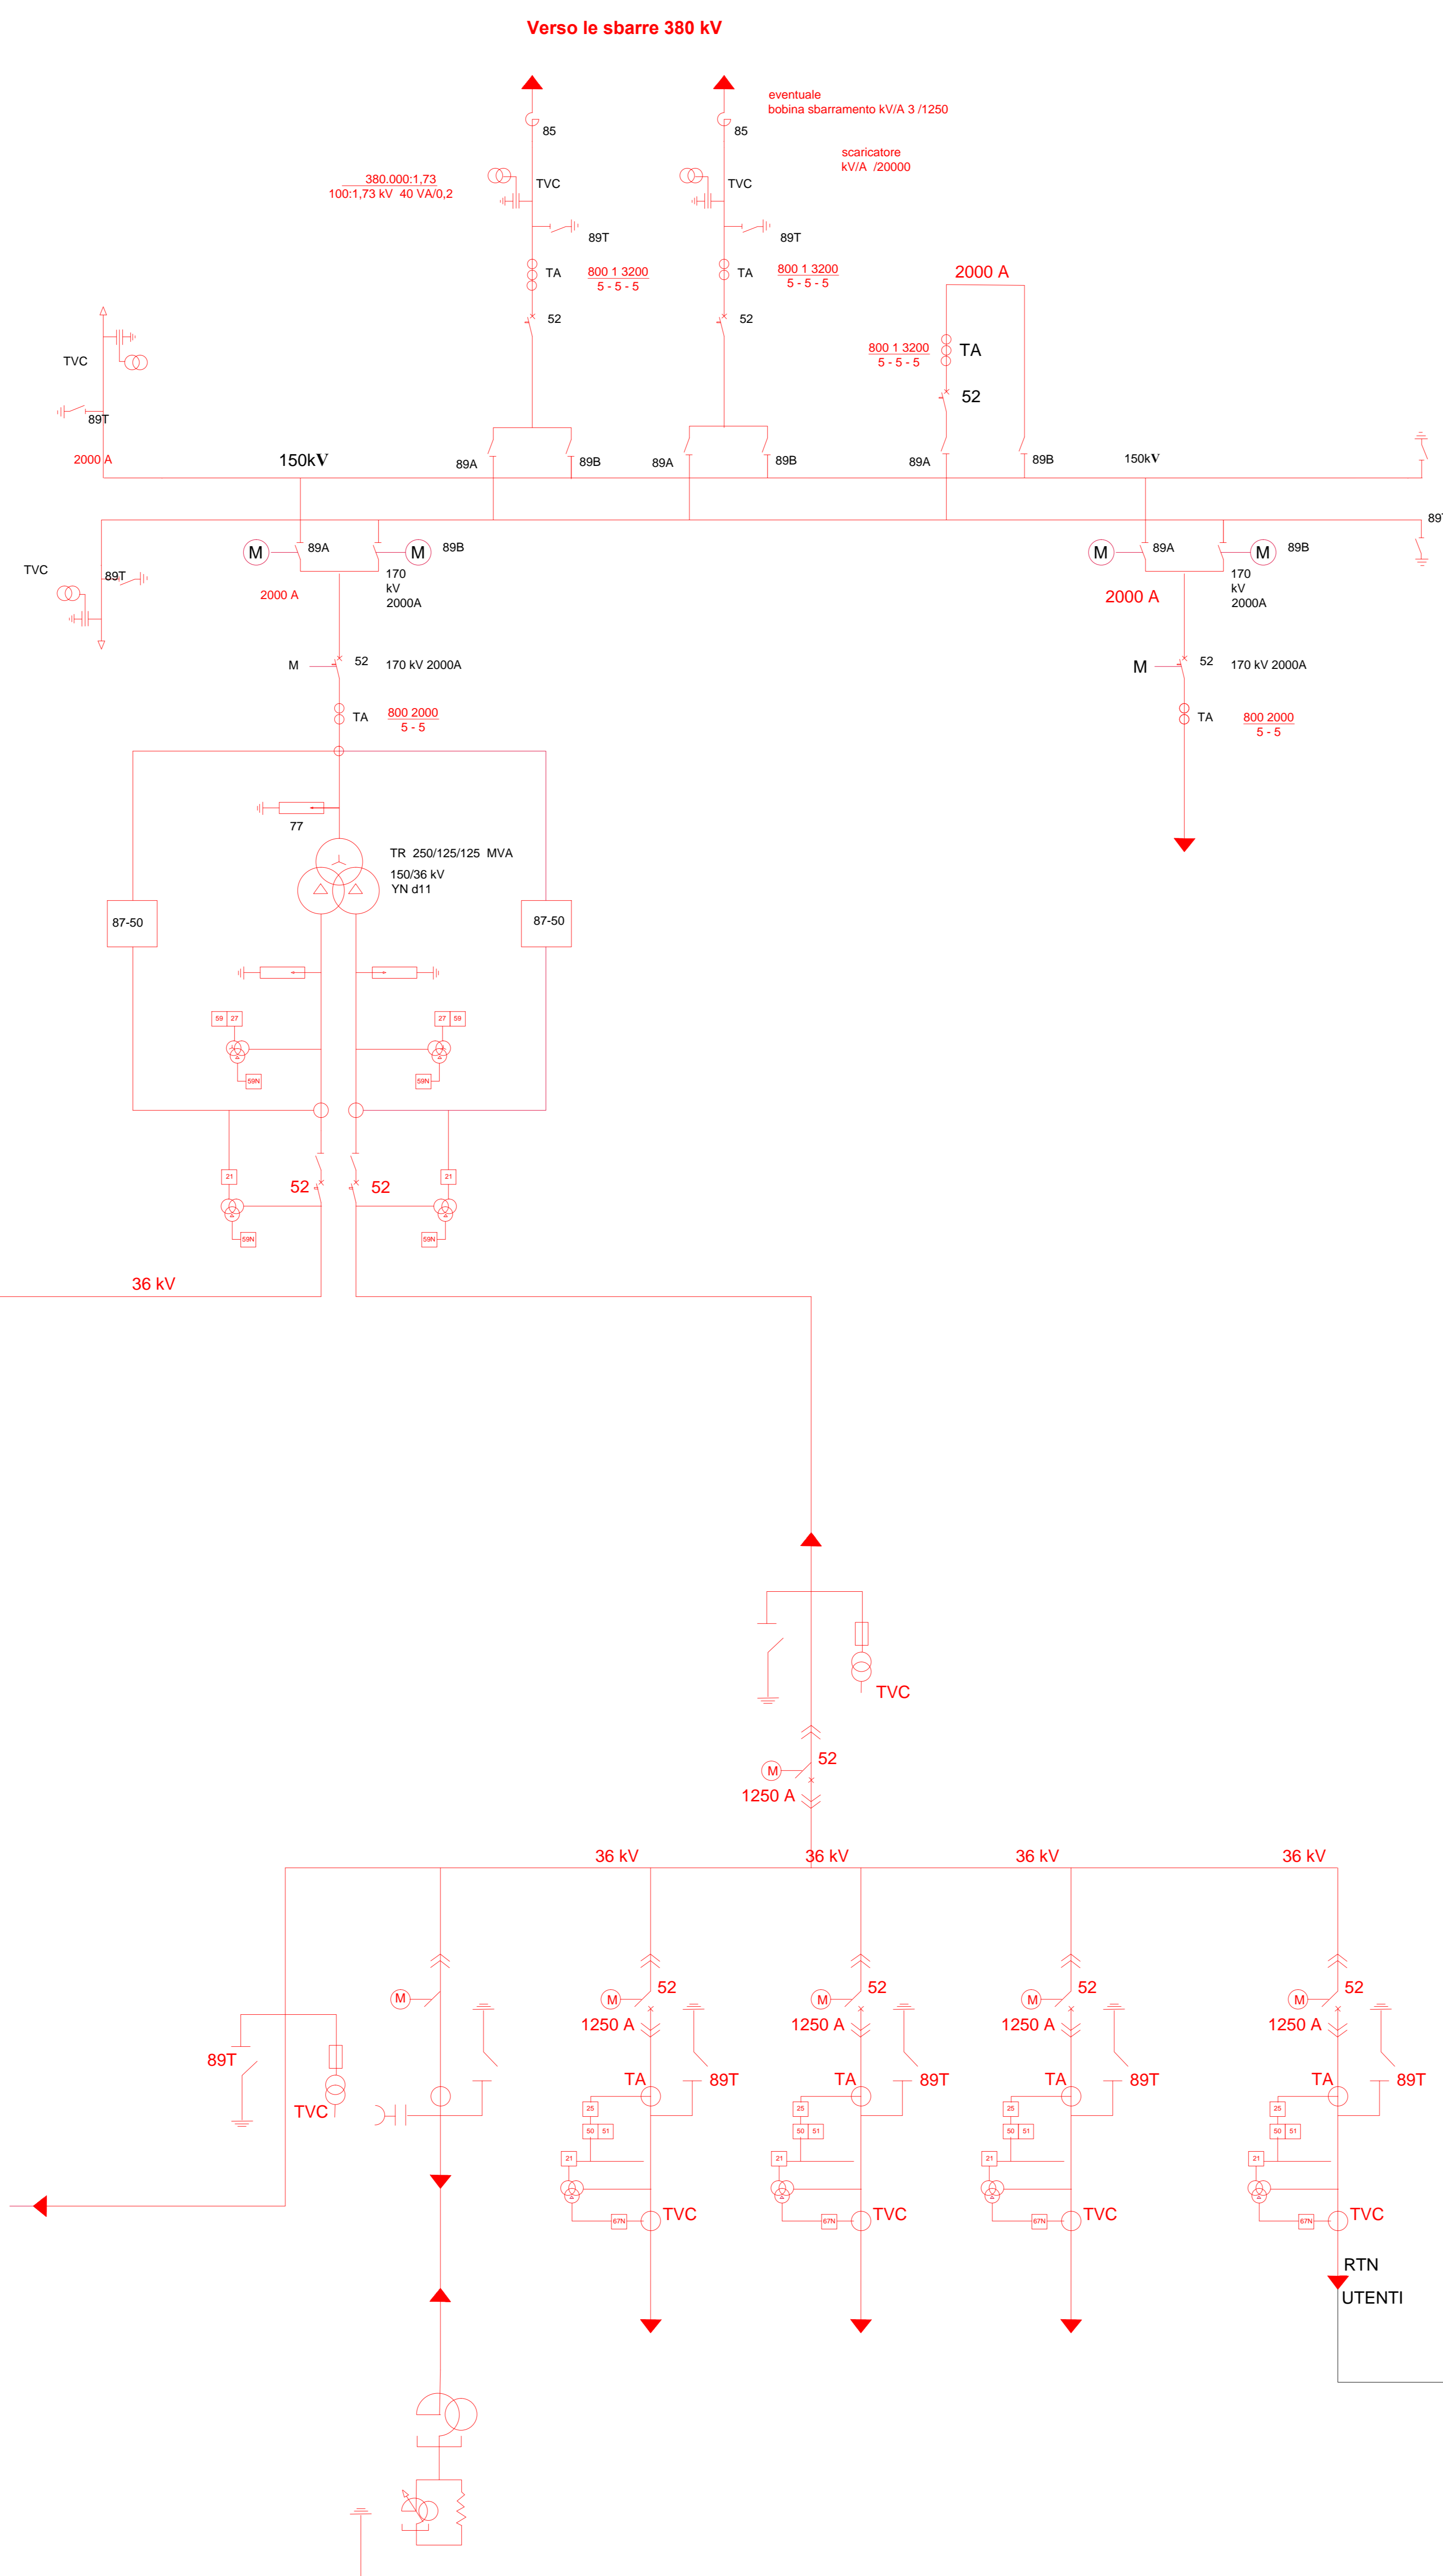 Verso le sbarre 380 kV
eventuale
bobina sbarramento kV/A 3 /1250
85
85
scaricatore
kV/A /20000
380.000:1,73
100:1,73 kV 40 VA/0,2
TVC
TVC
89T
89T
TA
800 1 3200
5 - 5 - 5
TA
800 1 3200
5 - 5 - 5
2000 A
52
52
800 1 3200
5 - 5 - 5
TA
TVC
52
89T
2000 A
150kV
89A
89B
89A
89B
89A
89B
150kV
89T
M
89A
M
89B
M
89A
M
89B
TVC
89T
170
kV
2000A
2000 A
170
kV
2000A
2000 A
M
52
170 kV 2000A
M
52
170 kV 2000A
TA
800 2000
5 - 5
TA
800 2000
5 - 5
77
TR 250/125/125 MVA
150/36 kV
YN d11
87-50
87-50
59 27
27 59
59N
59N
21
21
52
52
59N
59N
36 kV
TVC
52
M
1250 A
36 kV
36 kV
36 kV
36 kV
M
52
M
1250 A
52
M
1250 A
52
M
1250 A
52
M
1250 A
89T
TVC
TA
89T
TA
89T
TA
89T
TA
89T
25
25
25
25
50 51
50 51
50 51
50 51
21
21
21
21
67N
TVC
67N
TVC
67N
TVC
67N
TVC
RTN
UTENTI